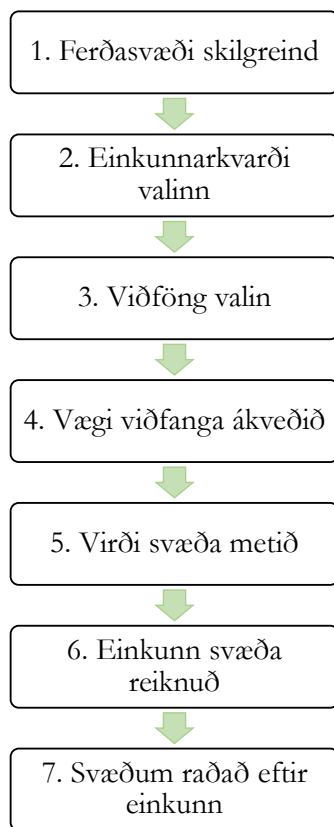 1. Ferðasvæði skilgreind
2. Einkunnarkvarði
valinn
3. Viðföng valin
4. Vægi viðfanga ákveðið
5. Virði svæða metið
6. Einkunn svæða
reiknuð
7. Svæðum raðað eftir
einkunn